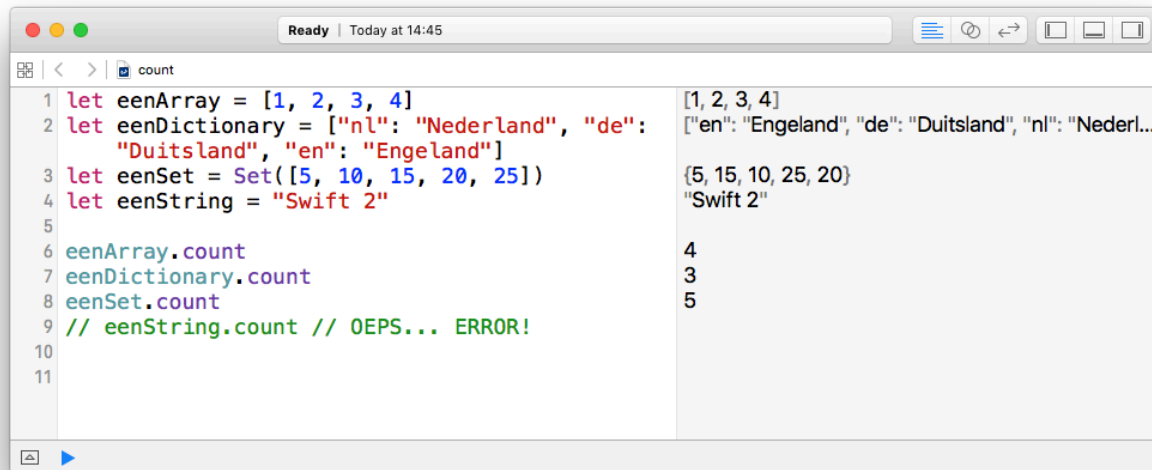 Ready | Today at 14:45
count
1 let eenArray = [1, 2, 3, 4]
2 let eenDictionary = ["nl": "Nederland", "de":
"Duitsland", "en": "Engeland"]
3 let eenSet = Set([5, 10, 15, 20, 25])
4 let eenString = "Swift 2"
5
6 eenArray.count
7 eenDictionary.count
8 eenSet.count
9 // eenString.count // OEPS... ERROR!
10
11
[1, 2, 3, 4]
["en": "Engeland", "de": "Duitsland", "nl": "Nederl...
{5, 15, 10, 25, 20}
"Swift 2"
4
3
5